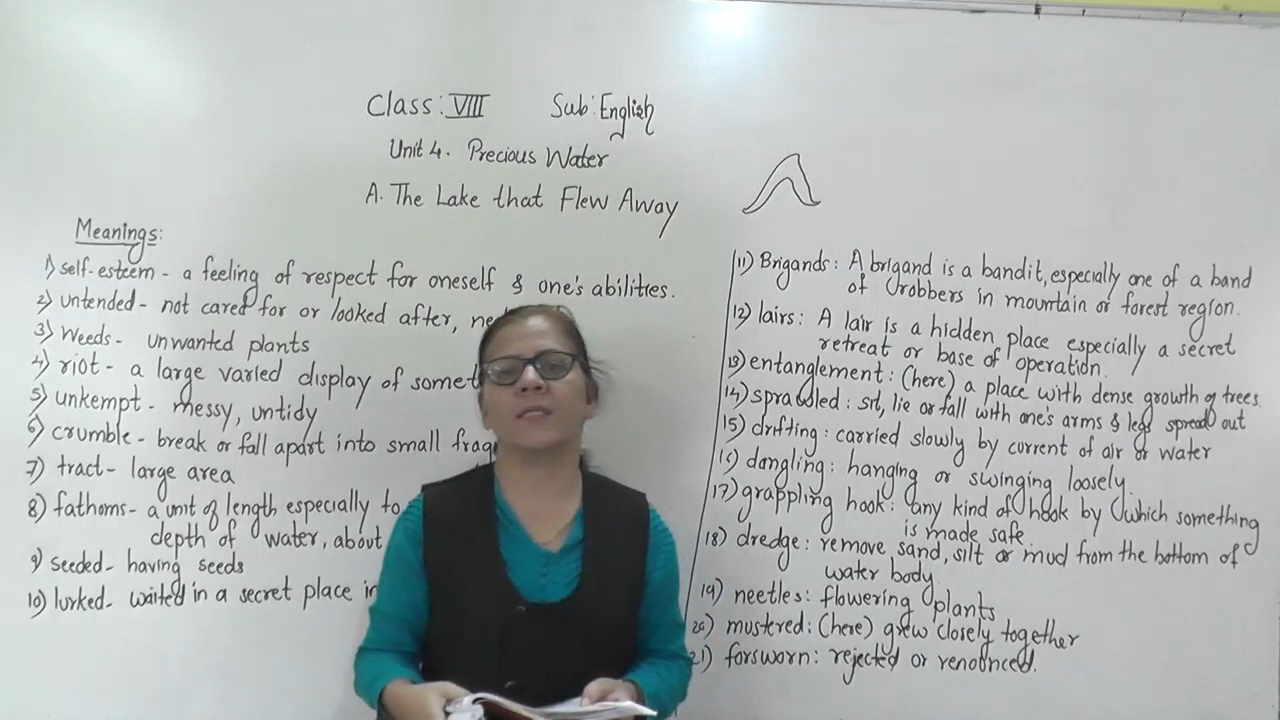 Class: VIII Sub: English
Unit 4. Precious Water
A. The Lake that Flew Away
Meanings:
1) self-esteem - a feeling of respect for oneself & one's abilities.
2) untended - not cared for or looked after,
3) Weeds - unwanted plants
4) riot - a large varied display of
5) unkempt - messy, untidy
6) crumble - break or fall apart into small
7) tract - large area
8) fathoms - a unit of length especially to
depth of water, about
9) seeded - having seeds
10) lurked - waited in a secret place
11) Brigands: A brigand is a bandit, especially one of a band
of robbers in mountain or forest region.
12) lairs: A lair is a hidden place especially a secret
retreat or base of operation.
13) entanglement: (here) a place with dense growth of trees.
14) sprawled: sit, lie or fall with one's arms & legs spread out
15) drifting: carried slowly by current of air or water
16) dangling: hanging or swinging loosely.
17) grappling hook: any kind of hook by which something
is made safe.
18) dredge: remove sand, silt or mud from the bottom of
water body.
19) neetles: flowering plants
20) mustered: (here) grew closely together
21) forsworn: rejected or renounced.